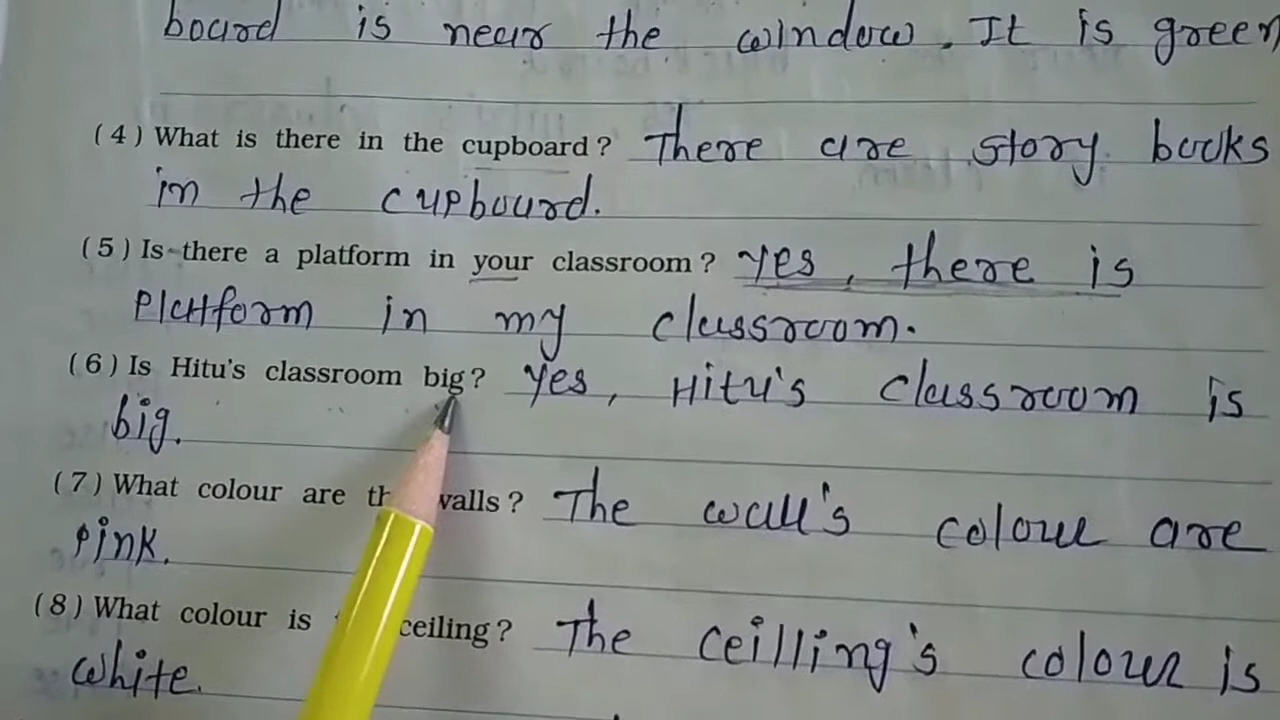 board is near the window. It is green
(4) What is there in the cupboard? There are story books
in the cupboard.
(5) Is there a platform in your classroom? Yes, there is
Platform in my classroom.
(6) Is Hitu's classroom big? Yes, Hitu's classroom is
big.
(7) What colour are walls? The wall's colour are
pink.
(8) What colour is ceiling? The ceilling's colour is
white.